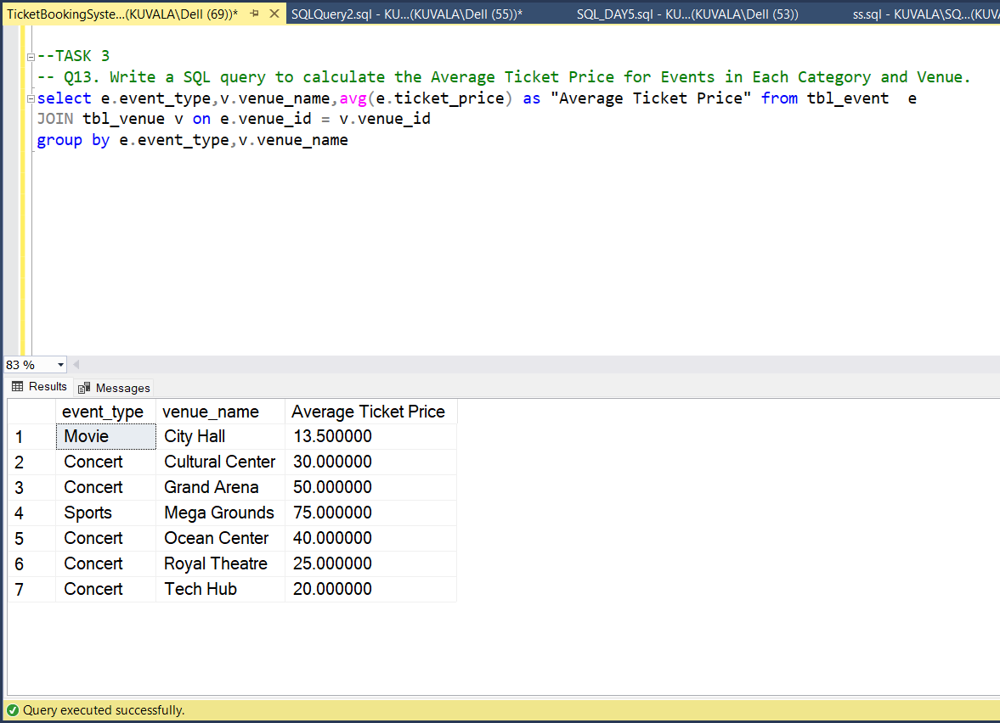 TicketBookingSyste...(KUVALA\Dell (69))* SQLQuery2.sql - KU...(KUVALA\Dell (55))* SQL_DAY5.sql - KU...(KUVALA\Dell (53)) ss.sql - KUVALA\SQ...(KUVA
--TASK 3
-- Q13. Write a SQL query to calculate the Average Ticket Price for Events in Each Category and Venue.
select e.event_type,v.venue_name,avg(e.ticket_price) as "Average Ticket Price" from tbl_event  e
JOIN tbl_venue v on e.venue_id = v.venue_id
group by e.event_type,v.venue_name
83 %
Results Messages
event_type venue_name Average Ticket Price
1 Movie City Hall 13.500000
2 Concert Cultural Center 30.000000
3 Concert Grand Arena 50.000000
4 Sports Mega Grounds 75.000000
5 Concert Ocean Center 40.000000
6 Concert Royal Theatre 25.000000
7 Concert Tech Hub 20.000000
Query executed successfully.